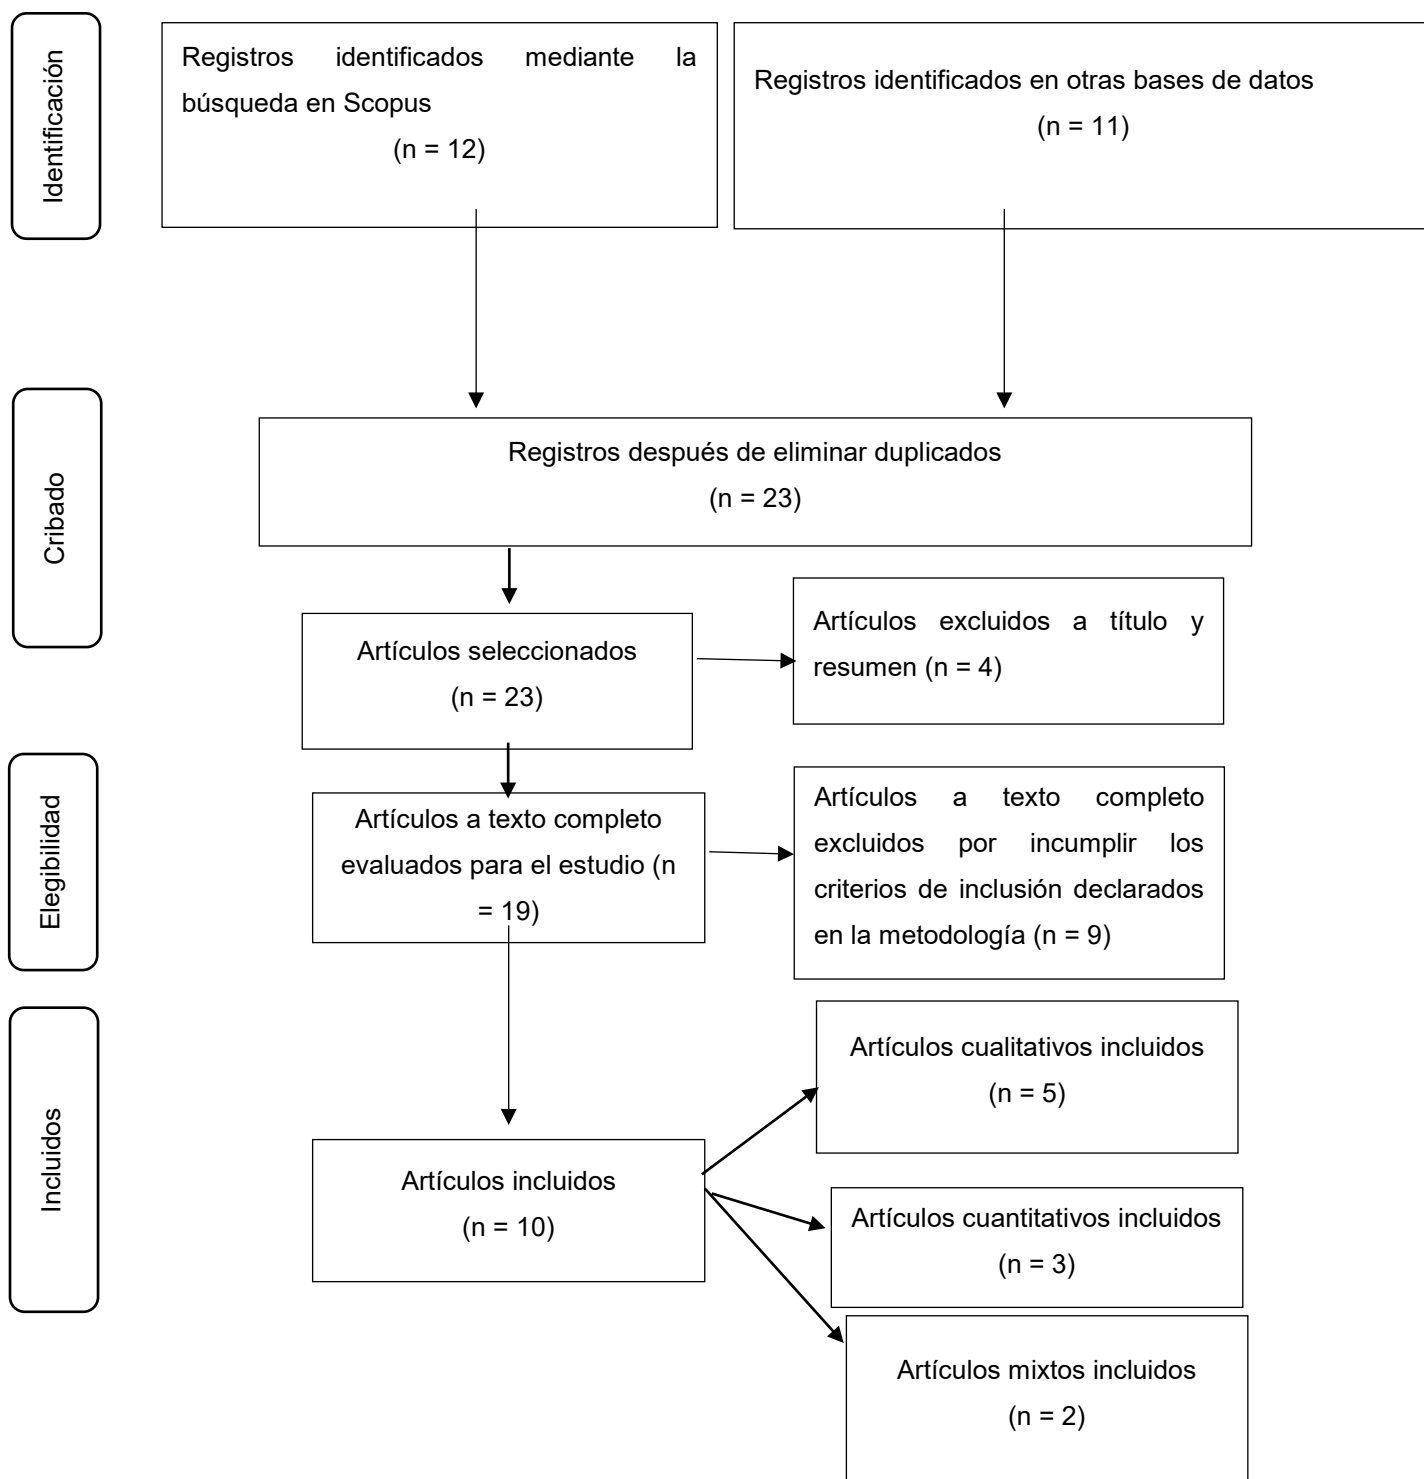 Identificación
Registros identificados mediante la
búsqueda en Scopus
(n = 12)
Registros identificados en otras bases de datos
(n = 11)
Cribado
Registros después de eliminar duplicados
(n = 23)
Artículos seleccionados
(n = 23)
Artículos excluidos a título y
resumen (n = 4)
Elegibilidad
Artículos a texto completo
evaluados para el estudio (n
= 19)
Artículos a texto completo
excluidos por incumplir los
criterios de inclusión declarados
en la metodología (n = 9)
Incluidos
Artículos incluidos
(n = 10)
Artículos cualitativos incluidos
(n = 5)
Artículos cuantitativos incluidos
(n = 3)
Artículos mixtos incluidos
(n = 2)